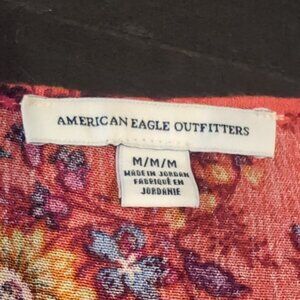 AMERICAN EAGLE OUTFITTERS
M/M/M
MADE IN JORDAN
FABRIQUÉ EN
JORDANIE